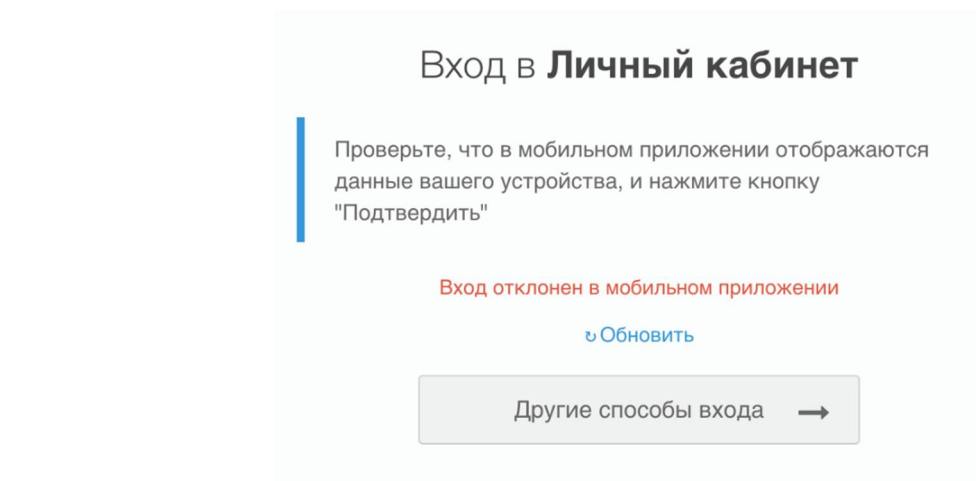 Вход в Личный кабинет
Проверьте, что в мобильном приложении отображаются
данные вашего устройства, и нажмите кнопку
"Подтвердить"
Вход отклонен в мобильном приложении
↻ Обновить
Другие способы входа →